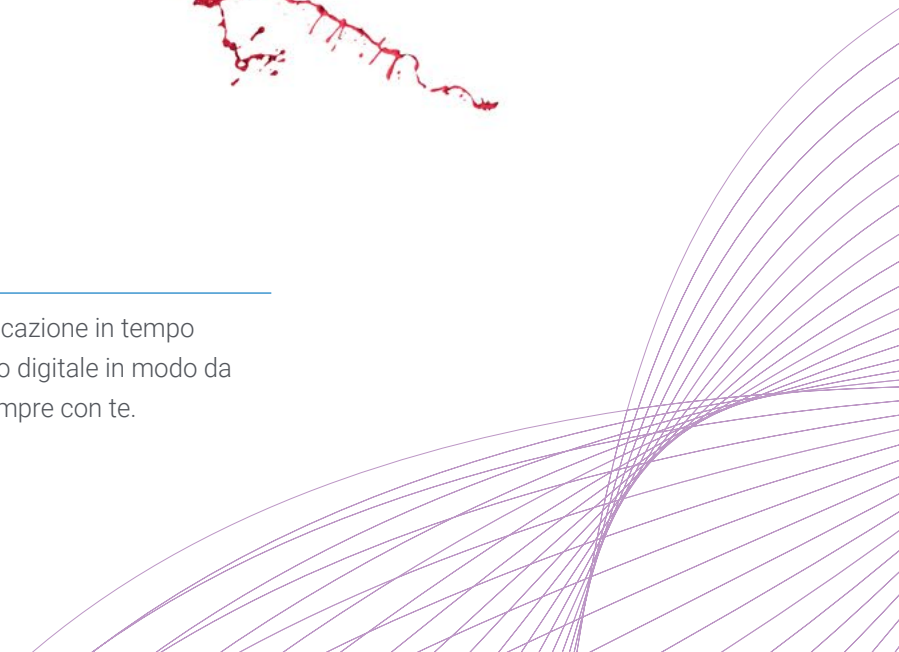 cazione in tempo
o digitale in modo da
mpre con te.